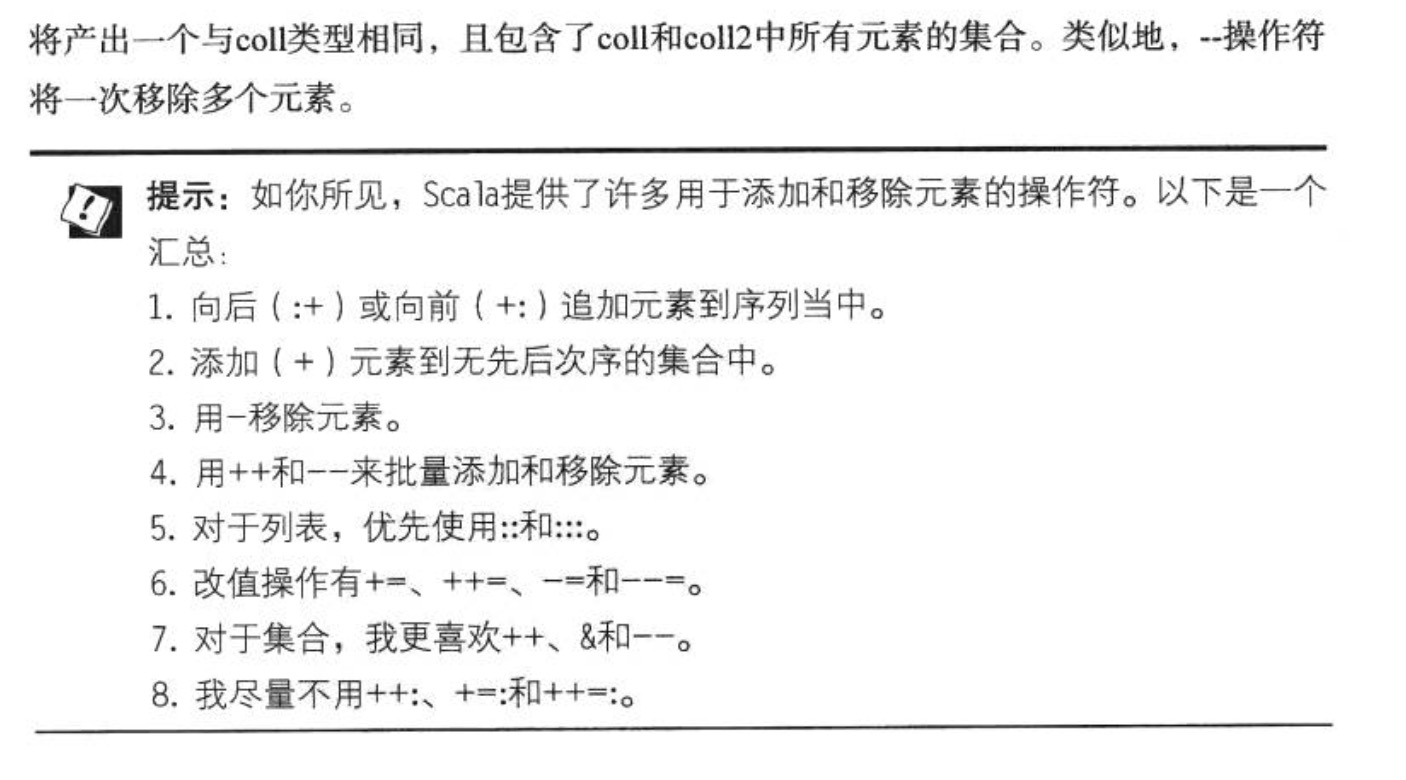 将产出一个与coll类型相同，且包含了coll和coll2中所有元素的集合。类似地，--操作符
将一次移除多个元素。
提示：如你所见，Scala提供了许多用于添加和移除元素的操作符。以下是一个
汇总：
1. 向后（:+）或向前（+:）追加元素到序列当中。
2. 添加（+）元素到无先后次序的集合中。
3. 用-移除元素。
4. 用++和--来批量添加和移除元素。
5. 对于列表，优先使用::和:::。
6. 改值操作有+=、++=、-=和--=。
7. 对于集合，我更喜欢++、&和--。
8. 我尽量不用++:、+=:和++=:。